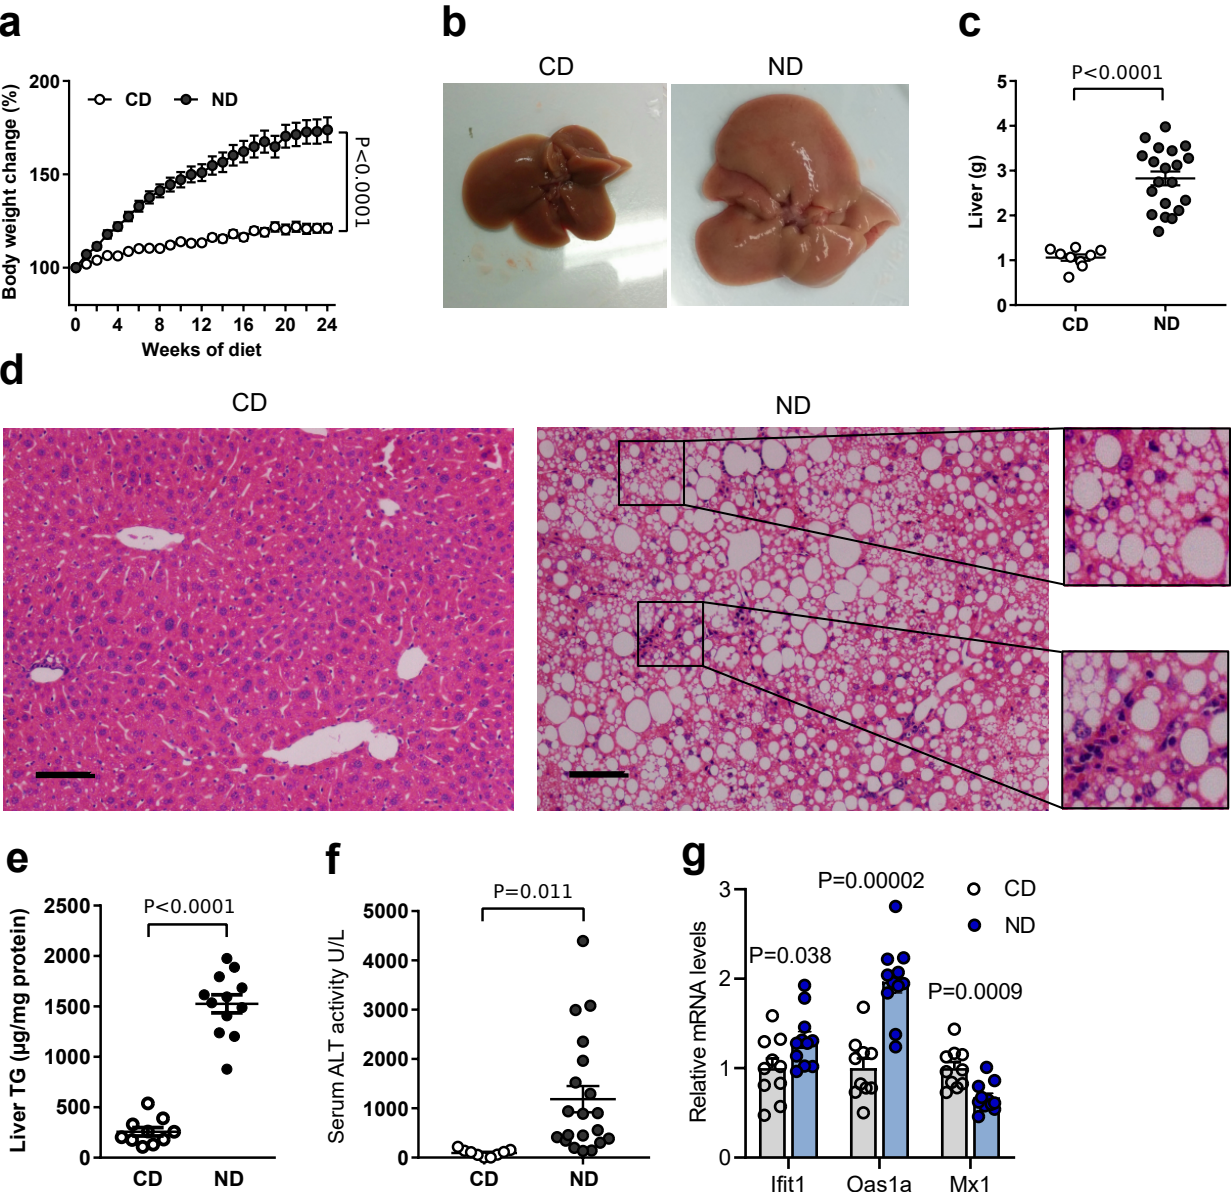 a
Body weight change (%)
200
150
100
CD
ND
P<0.0001
0 4 8 12 16 20 24
Weeks of diet
b
CD
ND
c
Liver (g)
P<0.0001
5
4
3
2
1
0
CD
ND
d
CD
ND
e
Liver TG (µg/mg protein)
P<0.0001
2500
2000
1500
1000
500
0
CD
ND
f
Serum ALT activity U/L
P=0.011
5000
4000
3000
2000
1000
0
CD
ND
g
Relative mRNA levels
3
2
1
0
P=0.038
P=0.00002
P=0.0009
CD
ND
Ifit1
Oas1a
Mx1